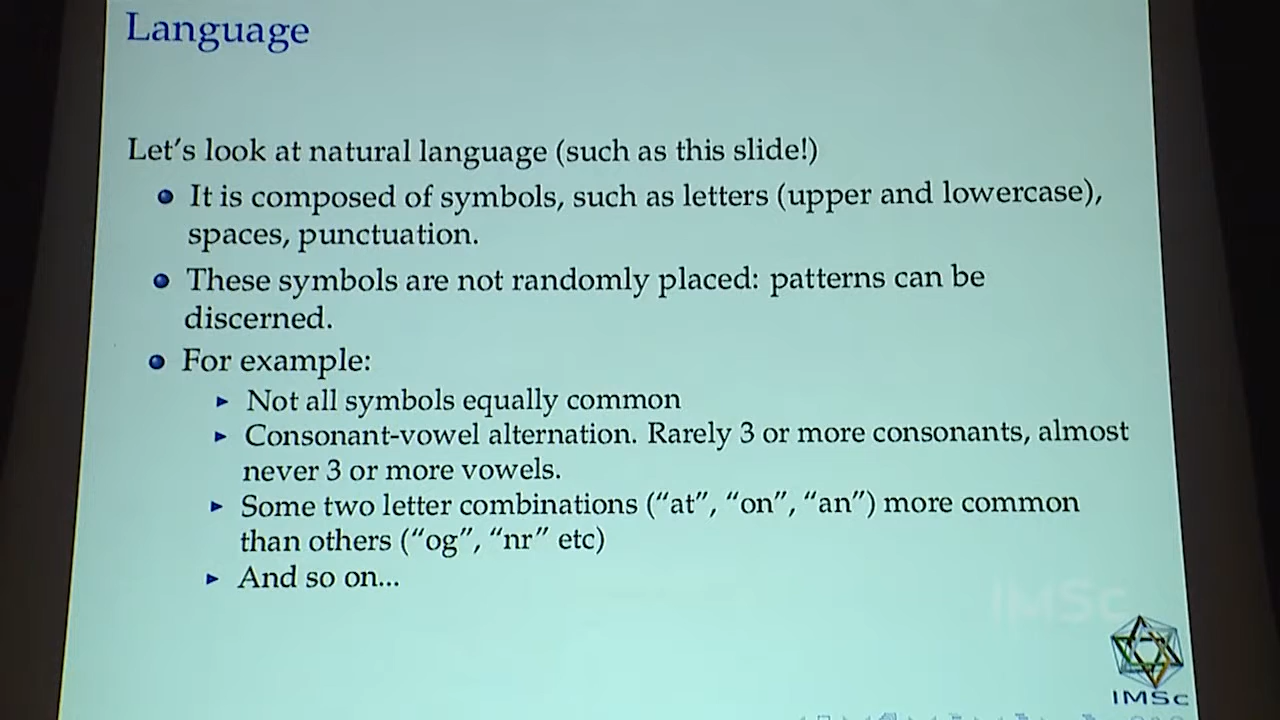 Language
Let's look at natural language (such as this slide!)
It is composed of symbols, such as letters (upper and lowercase),
spaces, punctuation.
These symbols are not randomly placed: patterns can be
discerned.
For example:
Not all symbols equally common
Consonant-vowel alternation. Rarely 3 or more consonants, almost
never 3 or more vowels.
Some two letter combinations (“at”, “on”, “an”) more common
than others (“og”, “nr” etc)
And so on...
IMSc
IMSc